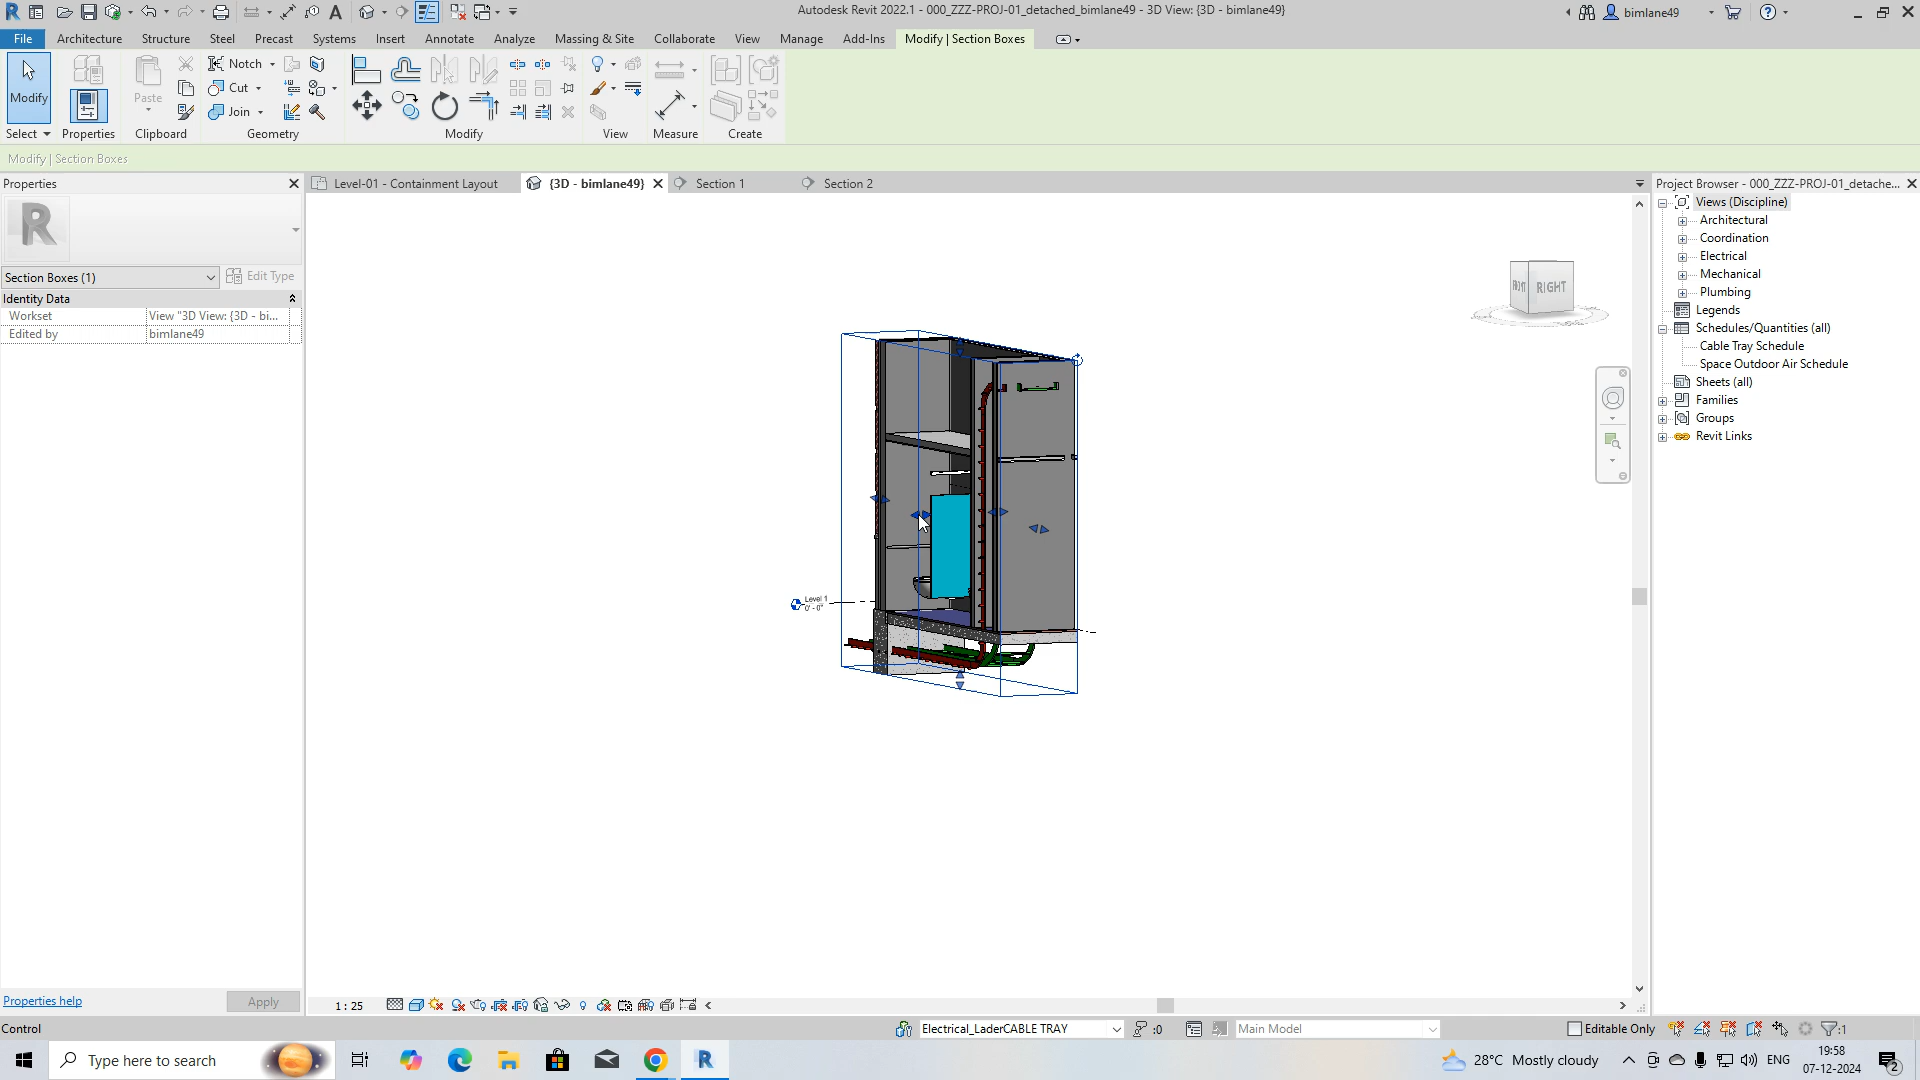 Autodesk Revit 2022.1 - 000_ZZZ-PROJ-01_detached_bimlane49 - 3D View: {3D - bimlane49}
bimlane49
File Architecture Structure Steel Precast Systems Insert Annotate Analyze Massing & Site Collaborate View Manage Add-Ins Modify | Section Boxes
Modify
Paste
Notch
Cut
Join
Select Properties Clipboard Geometry Modify View Measure Create
Modify | Section Boxes
Properties
Level-01 - Containment Layout
{3D - bimlane49}
Section 1
Section 2
Project Browser - 000_ZZZ-PROJ-01_detache...
R
Section Boxes (1)
Edit Type
Identity Data
Workset View "3D View: {3D - bi...
Edited by bimlane49
Views (Discipline)
Architectural
Coordination
Electrical
Mechanical
Plumbing
Legends
Schedules/Quantities (all)
Cable Tray Schedule
Space Outdoor Air Schedule
Sheets (all)
Families
Groups
Revit Links
FRONT RIGHT
Level 1
0' - 0"
Properties help
Apply
1 : 25
Control
Electrical_LaderCABLE TRAY
:0
Main Model
Editable Only
:1
Type here to search
28°C Mostly cloudy
ENG
19:58
07-12-2024
2